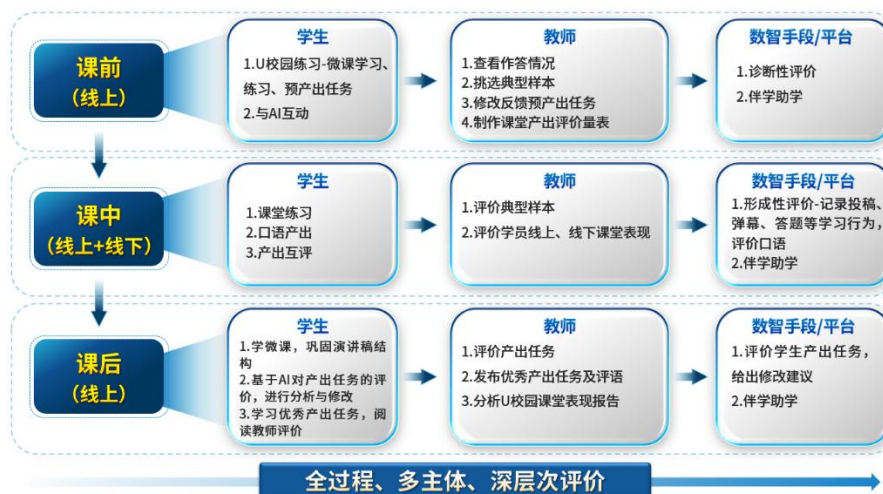 学生
教师
数智手段/平台
课前
(线上)
1.U校园练习-微课学习、
练习、预产出任务
2.与AI互动
1.查看作答情况
2.挑选典型样本
3.修改反馈预产出任务
4.制作课堂产出评价量表
1.诊断性评价
2.伴学助学
学生
教师
数智手段/平台
课中
(线上+线下)
1.课堂练习
2.口语产出
3.产出互评
1.评价典型样本
2.评价学员线上、线下课堂表现
1.形成性评价-记录投稿、
弹幕、答题等学习行为,
评价口语
2.伴学助学
学生
教师
数智手段/平台
课后
(线上)
1.学微课，巩固演讲稿结
构
2.基于AI对产出任务的评
价，进行分析与修改
3.学习优秀产出任务，阅
读教师评价
1.评价产出任务
2.发布优秀产出任务及评语
3.分析U校园课堂表现报告
1.评价学生产出任务，
给出修改建议
2.伴学助学
全过程、多主体、深层次评价